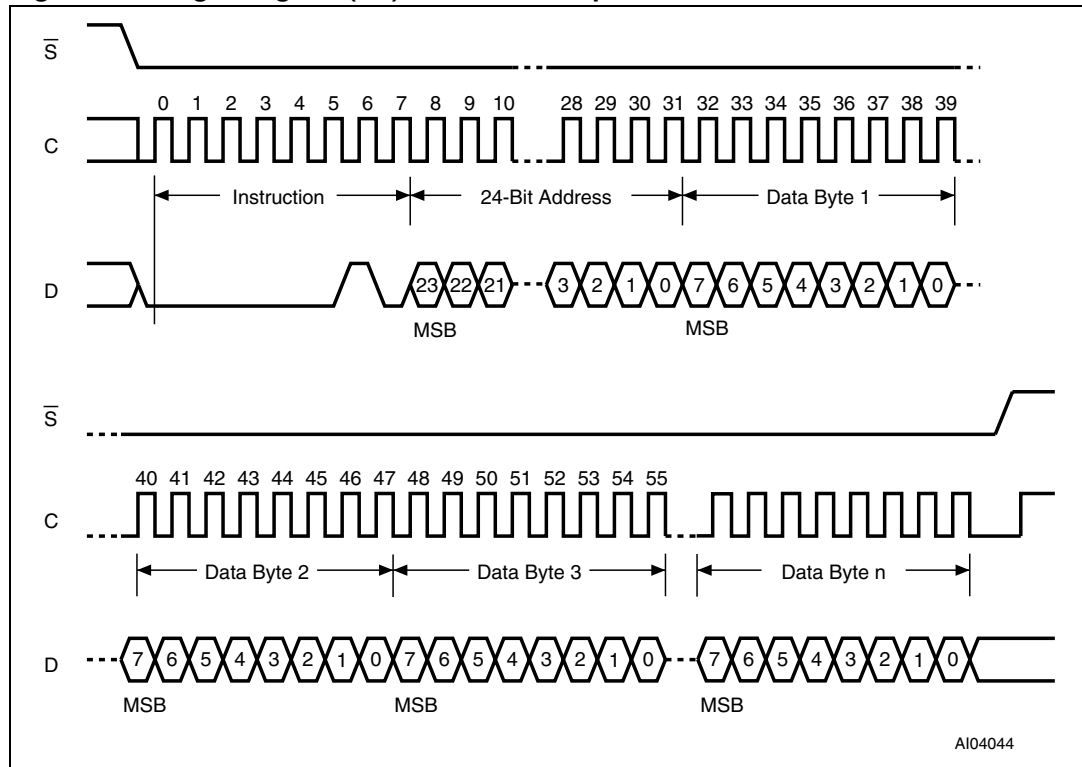 S
0 1 2 3 4 5 6 7 8 9 10 28 29 30 31 32 33 34 35 36 37 38 39
C
Instruction 24-Bit Address Data Byte 1
D 23 22 21 3 2 1 0 7 6 5 4 3 2 1 0
MSB MSB
S
40 41 42 43 44 45 46 47 48 49 50 51 52 53 54 55
C
Data Byte 2 Data Byte 3 Data Byte n
D 7 6 5 4 3 2 1 0 7 6 5 4 3 2 1 0 7 6 5 4 3 2 1 0
MSB MSB MSB
AI04044